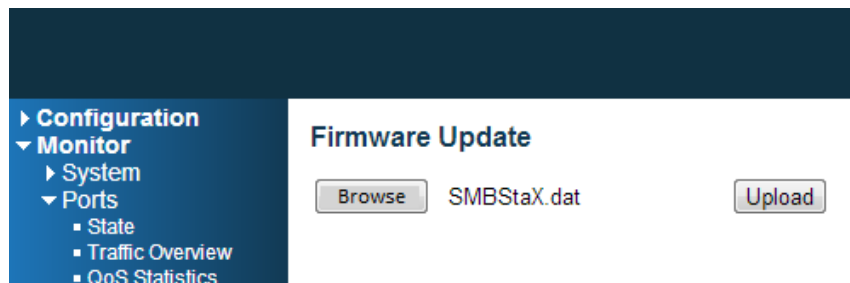 Configuration
Monitor
System
Ports
State
Traffic Overview
QoS Statistics
Firmware Update
Browse SMBStaX.dat Upload